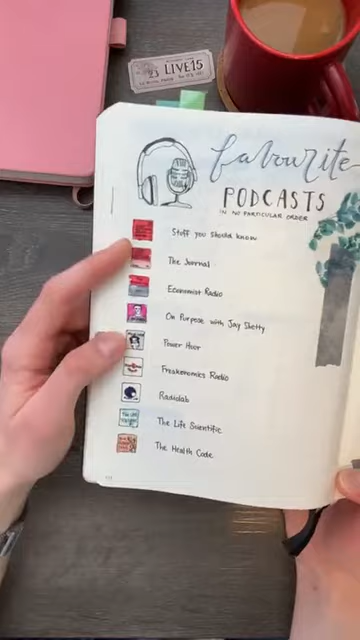 LIVE15
favourite
PODCASTS
IN NO PARTICULAR ORDER
Stuff you should know
The Journal
Economist Radio
On Purpose with Jay Shetty
Power Hour
Freakonomics Radio
Radiolab
The Life Scientific
The Health Code